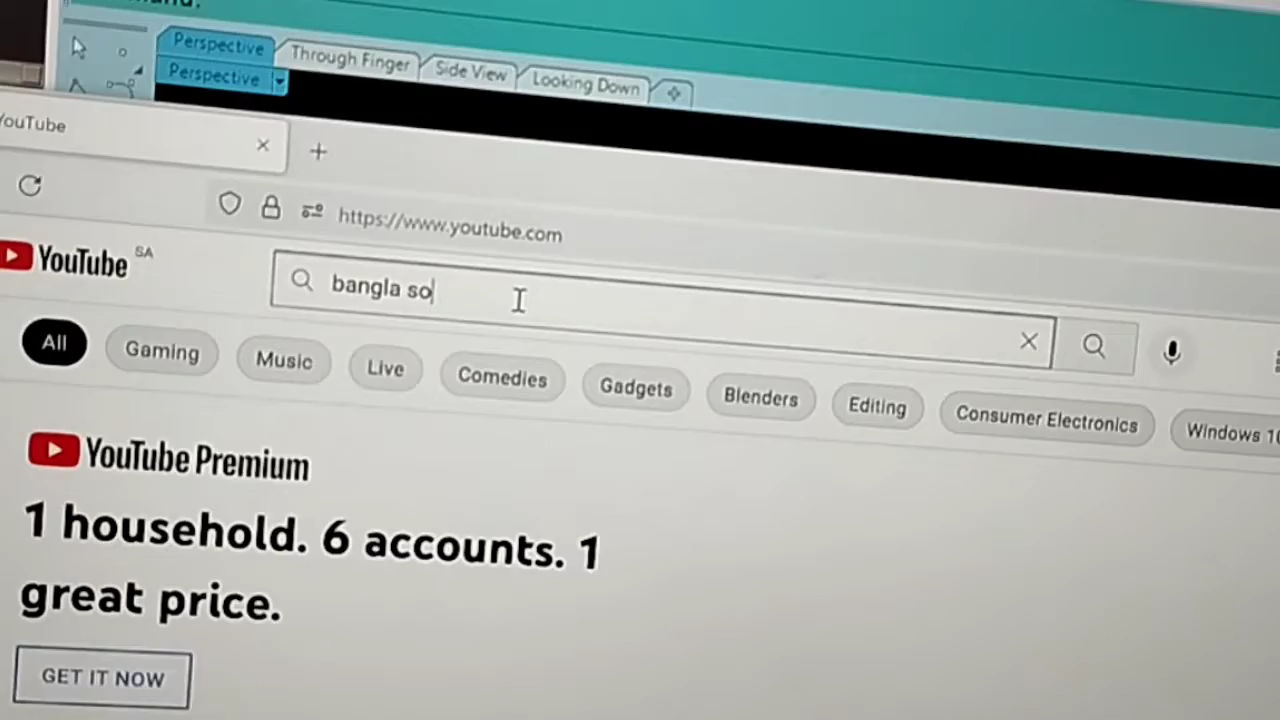 Perspective Through Finger Side View Looking Down
Perspective
YouTube
https://www.youtube.com
YouTube SA
bangla so
All Gaming Music Live Comedies Gadgets Blenders Editing Consumer Electronics Windows 10
YouTube Premium
1 household. 6 accounts. 1
great price.
GET IT NOW